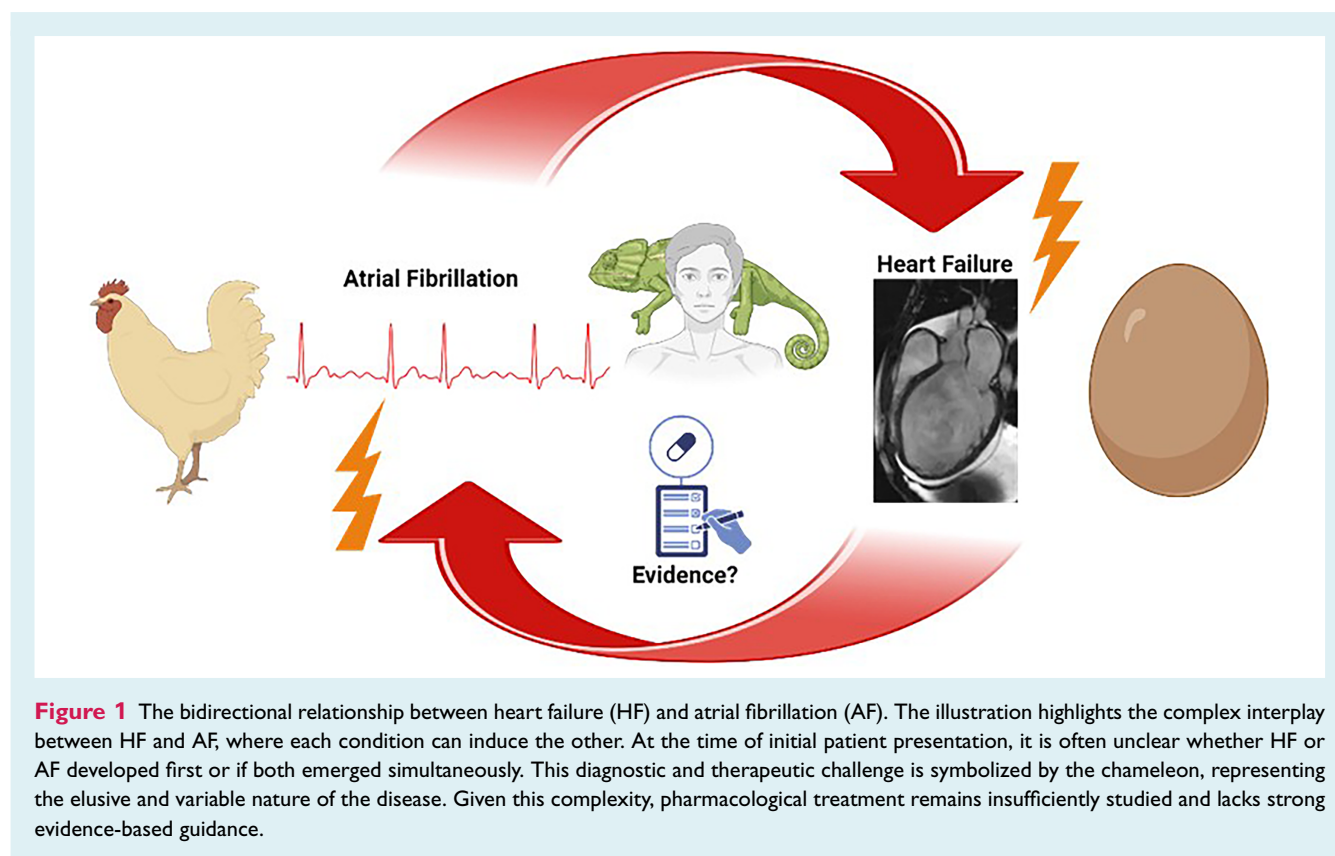 Atrial Fibrillation
Heart Failure
Evidence?
Figure 1 The bidirectional relationship between heart failure (HF) and atrial fibrillation (AF). The illustration highlights the complex interplay
between HF and AF, where each condition can induce the other. At the time of initial patient presentation, it is often unclear whether HF or
AF developed first or if both emerged simultaneously. This diagnostic and therapeutic challenge is symbolized by the chameleon, representing
the elusive and variable nature of the disease. Given this complexity, pharmacological treatment remains insufficiently studied and lacks strong
evidence-based guidance.